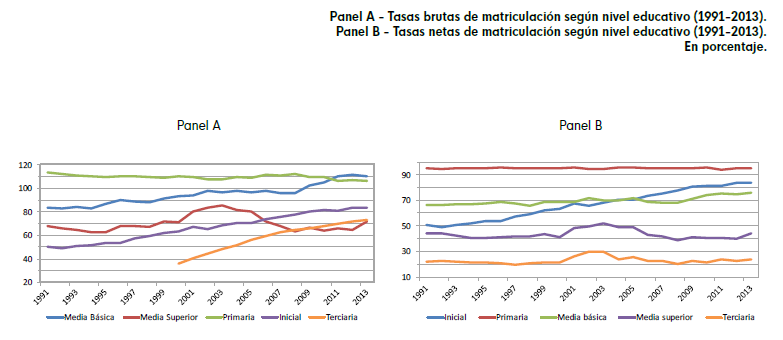 Panel A - Tasas brutas de matriculación según nivel educativo (1991-2013).
Panel B - Tasas netas de matriculación según nivel educativo (1991-2013).
En porcentaje.
Panel A
120
100
80
60
40
20
1991 1993 1995 1997 1999 2001 2003 2005 2007 2009 2011 2013
Media Básica Media Superior Primaria Inicial Terciaria
Panel B
90
70
50
30
10
1991 1993 1995 1997 1999 2001 2003 2005 2007 2009 2011 2013
Inicial Primaria Media básica Media superior Terciaria